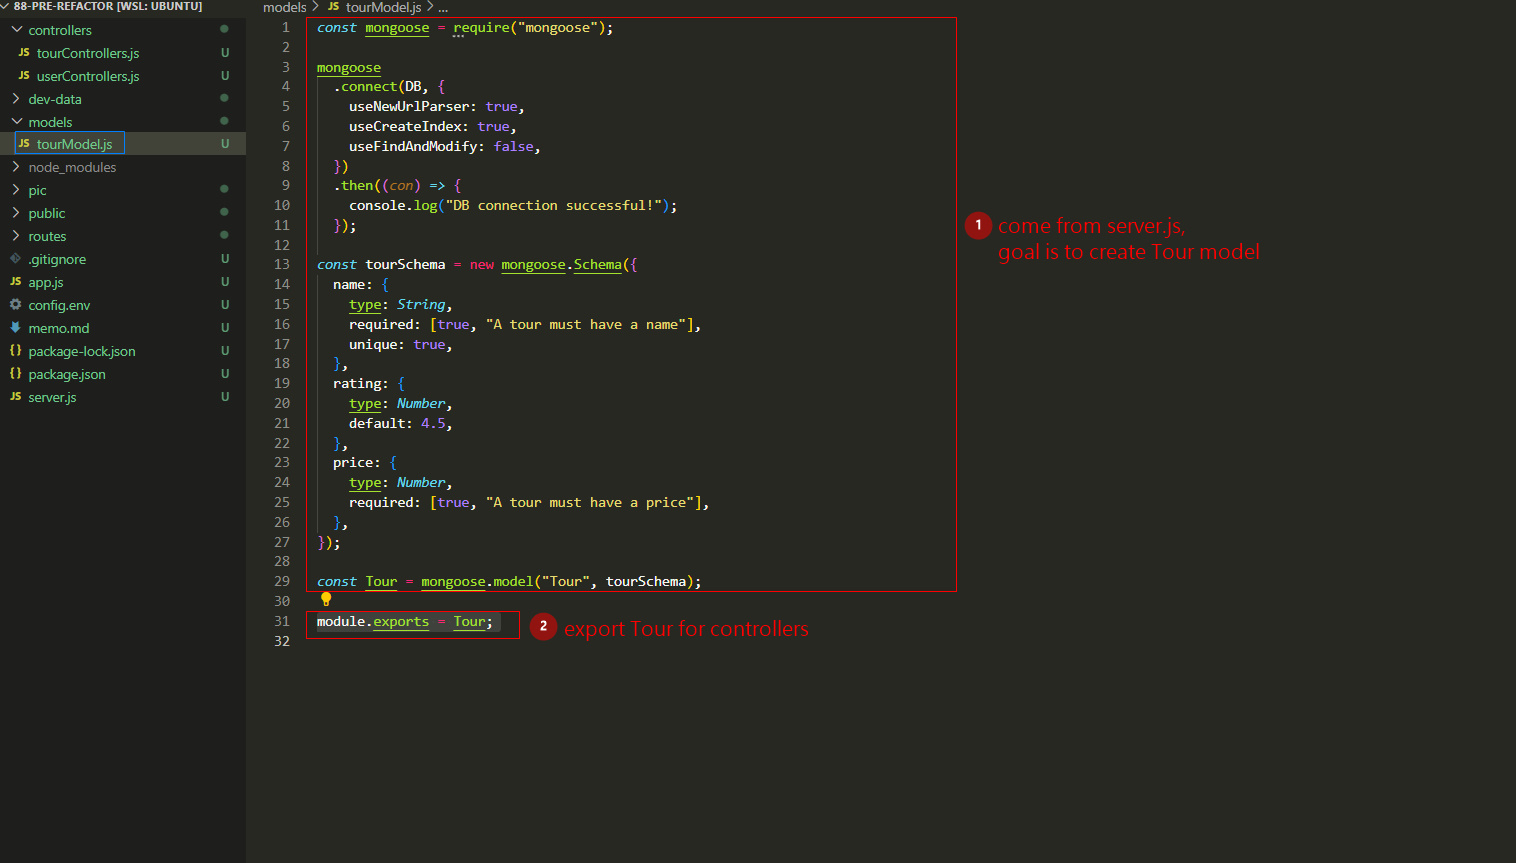 88-PRE-REFACTOR [WSL: UBUNTU]
controllers
JS tourControllers.js U
JS userControllers.js U
dev-data
models
JS tourModel.js U
node_modules
pic
public
routes
.gitignore U
JS app.js U
config.env U
memo.md U
{} package-lock.json U
{} package.json U
JS server.js U
models > JS tourModel.js > ...
1 const mongoose = require("mongoose");
2
3 mongoose
4 .connect(DB, {
5 useNewUrlParser: true,
6 useCreateIndex: true,
7 useFindAndModify: false,
8 })
9 .then((con) => {
10 console.log("DB connection successful!");
11 });
12
13 const tourSchema = new mongoose.Schema({
14 name: {
15 type: String,
16 required: [true, "A tour must have a name"],
17 unique: true,
18 },
19 rating: {
20 type: Number,
21 default: 4.5,
22 },
23 price: {
24 type: Number,
25 required: [true, "A tour must have a price"],
26 },
27 });
28
29 const Tour = mongoose.model("Tour", tourSchema);
30
31 module.exports = Tour;
32
1 come from server.js,
goal is to create Tour model
2 export Tour for controllers